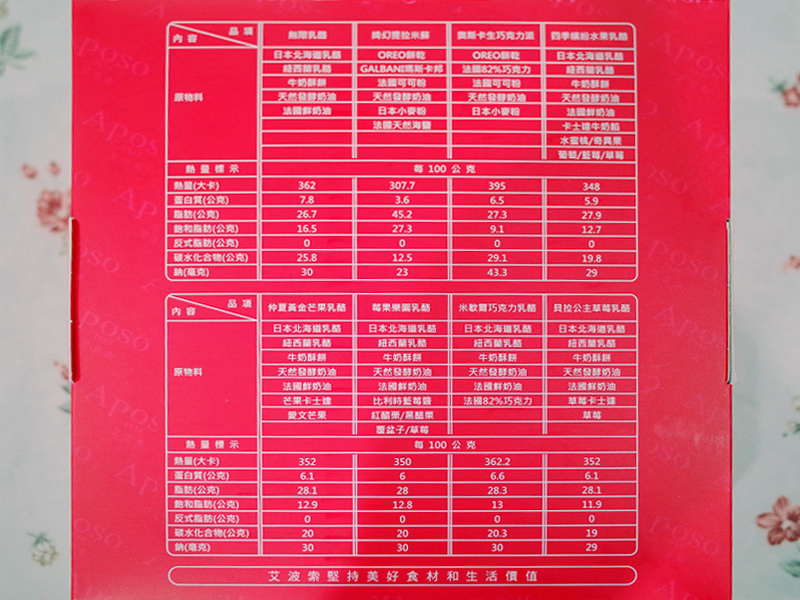 品項 內容 無限乳酪 綺幻提拉米蘇 奧斯卡生巧克力派 四季繽紛水果乳酪
原物料 日本北海道乳酪 OREO餅乾 OREO餅乾 日本北海道乳酪
紐西蘭乳酪 GALBANI瑪斯卡邦 法國82%巧克力 紐西蘭乳酪
牛奶酥餅 法國可可粉 法國可可粉 牛奶酥餅
天然發酵奶油 天然發酵奶油 天然發酵奶油 天然發酵奶油
法國鮮奶油 日本小麥粉 日本小麥粉 法國鮮奶油
法國天然海鹽 卡士達牛奶餡
水蜜桃/奇異果
葡萄/藍莓/草莓
熱量標示 每100公克
熱量(大卡) 362 307.7 395 348
蛋白質(公克) 7.8 3.6 6.5 5.9
脂肪(公克) 26.7 45.2 27.3 27.9
飽和脂肪(公克) 16.5 27.3 9.1 12.7
反式脂肪(公克) 0 0 0 0
碳水化合物(公克) 25.8 12.5 29.1 19.8
鈉(毫克) 30 23 43.3 29
品項 內容 仲夏黃金芒果乳酪 莓果樂園乳酪 米歇爾巧克力乳酪 貝拉公主草莓乳酪
原物料 日本北海道乳酪 日本北海道乳酪 日本北海道乳酪 日本北海道乳酪
紐西蘭乳酪 紐西蘭乳酪 紐西蘭乳酪 紐西蘭乳酪
牛奶酥餅 牛奶酥餅 牛奶酥餅 牛奶酥餅
天然發酵奶油 天然發酵奶油 天然發酵奶油 天然發酵奶油
法國鮮奶油 法國鮮奶油 法國鮮奶油 法國鮮奶油
芒果卡士達 比利時藍莓醬 法國82%巧克力 草莓卡士達
愛文芒果 紅醋栗/黑醋栗 草莓
覆盆子/草莓
熱量標示 每100公克
熱量(大卡) 352 350 362.2 352
蛋白質(公克) 6.1 6 6.6 6.1
脂肪(公克) 28.1 28 28.3 28.1
飽和脂肪(公克) 12.9 12.8 13 11.9
反式脂肪(公克) 0 0 0 0
碳水化合物(公克) 20 20 20.3 19
鈉(毫克) 30 30 30 29
艾波索堅持美好食材和生活價值